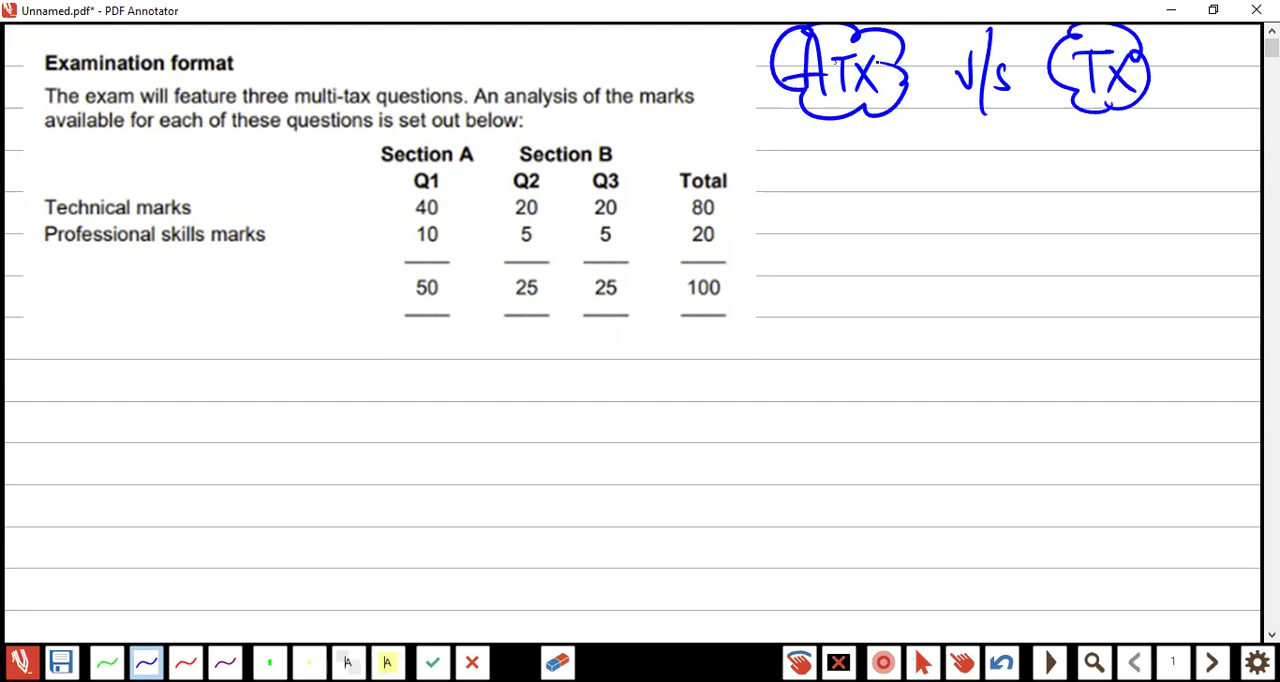 Unnamed.pdf* - PDF Annotator
Examination format
ATX v/s TX
The exam will feature three multi-tax questions. An analysis of the marks
available for each of these questions is set out below:
Section A Section B
Q1 Q2 Q3 Total
Technical marks 40 20 20 80
Professional skills marks 10 5 5 20
50 25 25 100
A A 1